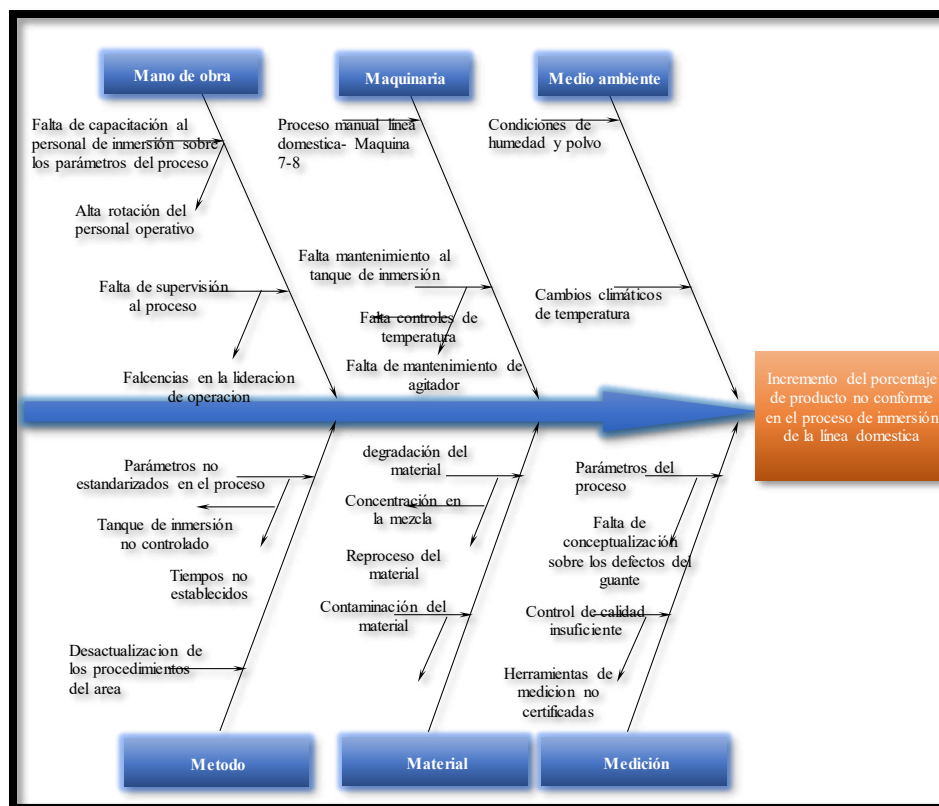 Mano de obra
Maquinaria
Medio ambiente
Falta de capacitación al
personal de inmersión sobre
los parámetros del proceso
Alta rotación del
personal operativo
Falta de supervisión
al proceso
Falcencias en la lideracion
de operacion
Proceso manual línea
domestica- Maquina
7-8
Falta mantenimiento al
tanque de inmersión
Falta controles de
temperatura
Falta de mantenimiento de
agitador
Condiciones de
humedad y polvo
Cambios climáticos
de temperatura
Incremento del porcentaje
de producto no conforme
en el proceso de inmersión
de la línea domestica
Parámetros no
estandarizados en el proceso
Tanque de inmersión
no controlado
Tiempos no
establecidos
Desactualizacion de
los procedimientos
del area
degradación del
material
Concentración en
la mezcla
Reproceso del
material
Contaminación del
material
Parámetros del
proceso
Falta de
conceptualización
sobre los defectos del
guante
Control de calidad
insuficiente
Herramientas de
medicion no
certificadas
Metodo
Material
Medición